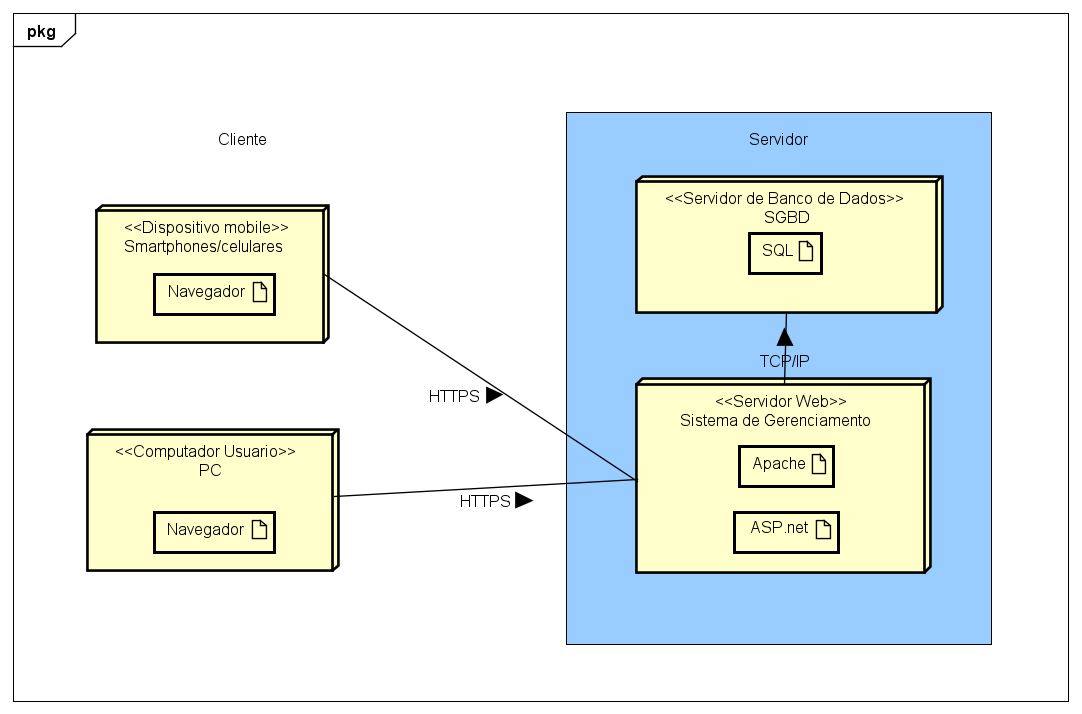 pkg
Cliente
<<Dispositivo mobile>>
Smartphones/celulares
Navegador
HTTPS
<<Computador Usuario>>
PC
HTTPS
Navegador
Servidor
<<Servidor de Banco de Dados>>
SGBD
SQL
TCP/IP
<<Servidor Web>>
Sistema de Gerenciamento
Apache
ASP.net